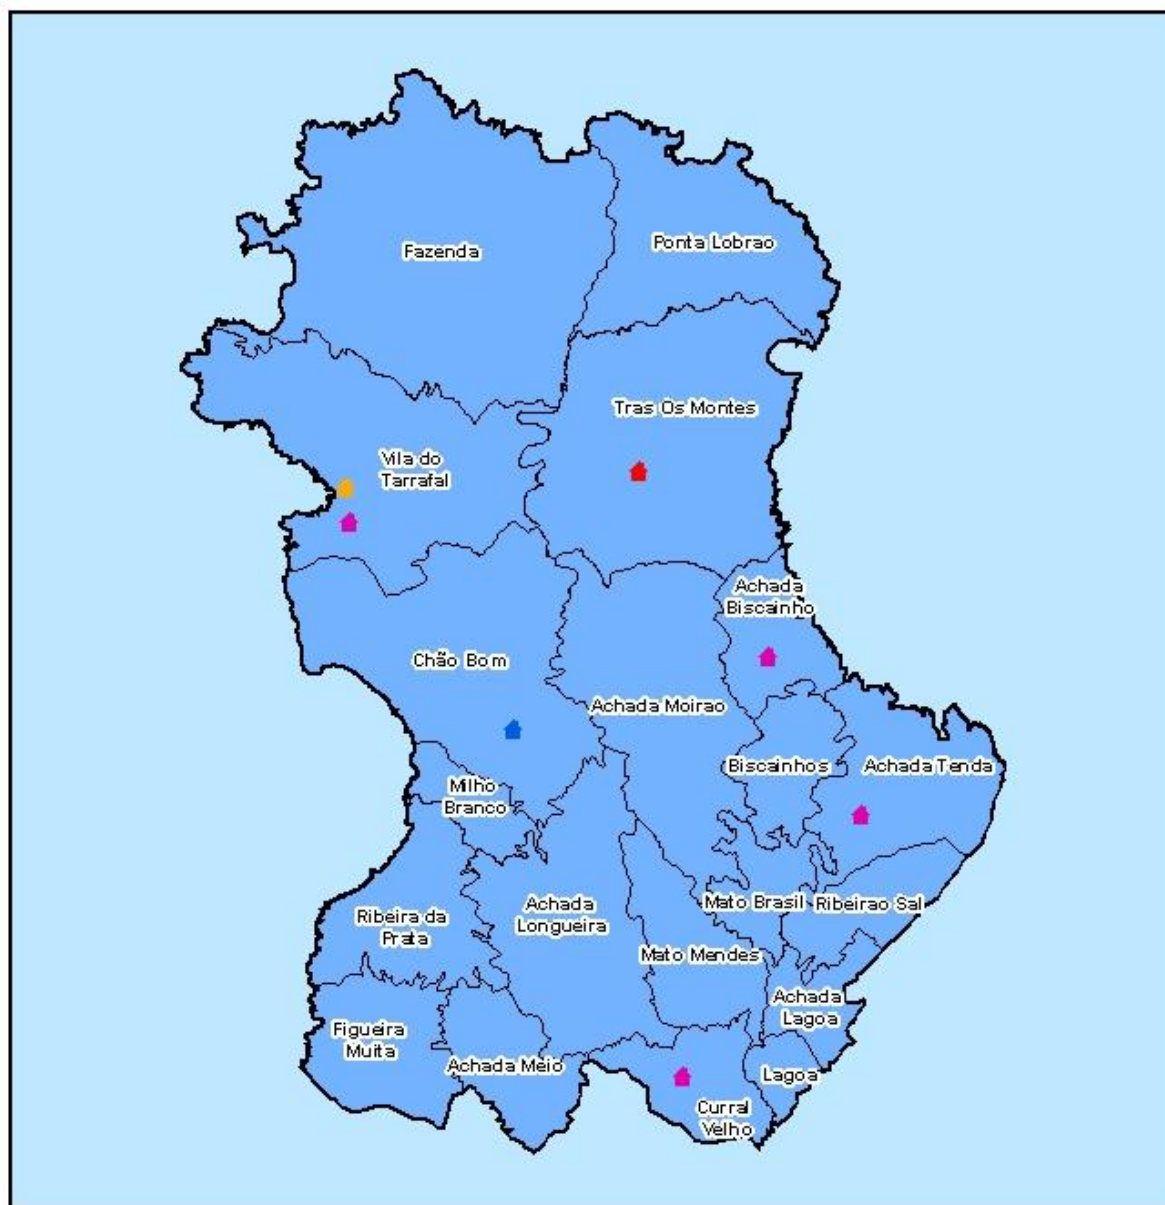 Fazenda
Ponta Lobrao
Tras Os Montes
Vila do
Tarrafal
Achada
Biscainho
Chão Bom
Achada Moirao
Biscainhos
Achada Tenda
Milho
Branco
Achada
Longueira
Mato Brasil
Ribeirao Sal
Ribeira da
Prata
Mato Mendes
Achada
Lagoa
Figueira
Muita
Achada Meio
Lagoa
Curral
Velho